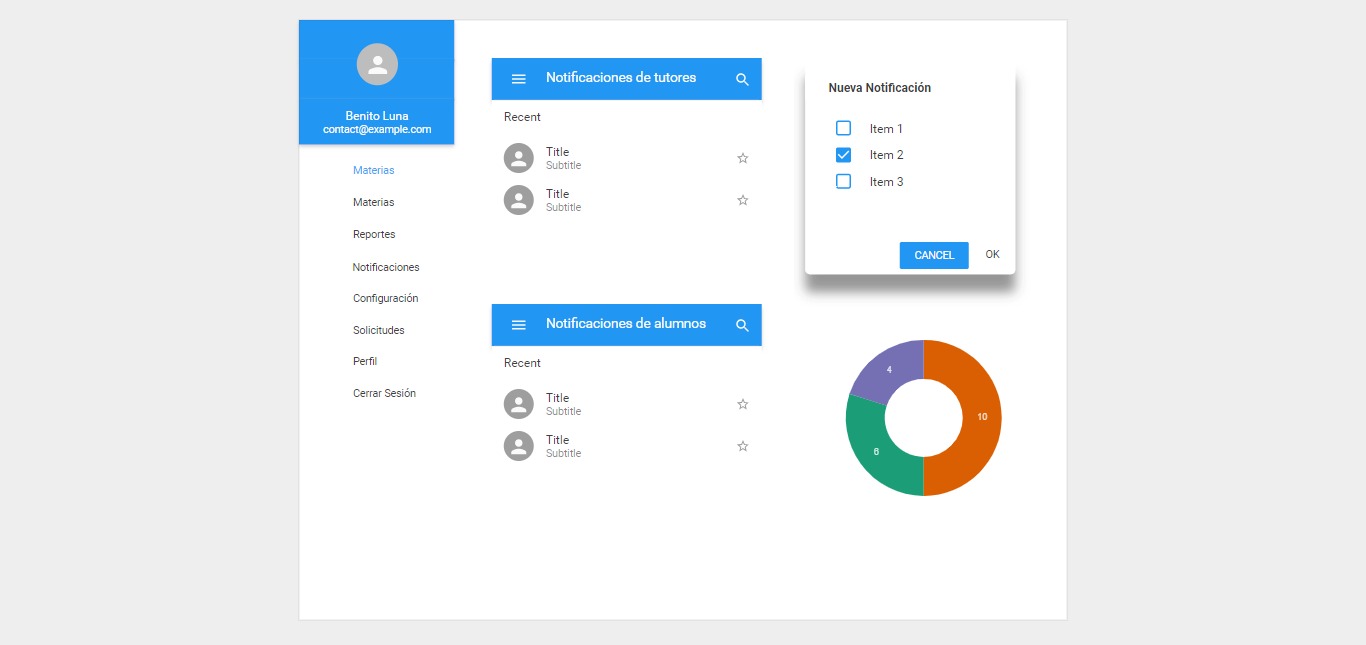 Benito Luna
contact@example.com
Materias
Materias
Reportes
Notificaciones
Configuración
Solicitudes
Perfil
Cerrar Sesión
Notificaciones de tutores
Recent
Title
Subtitle
Title
Subtitle
Notificaciones de alumnos
Recent
Title
Subtitle
Title
Subtitle
Nueva Notificación
Item 1
Item 2
Item 3
CANCEL OK
4
10
6